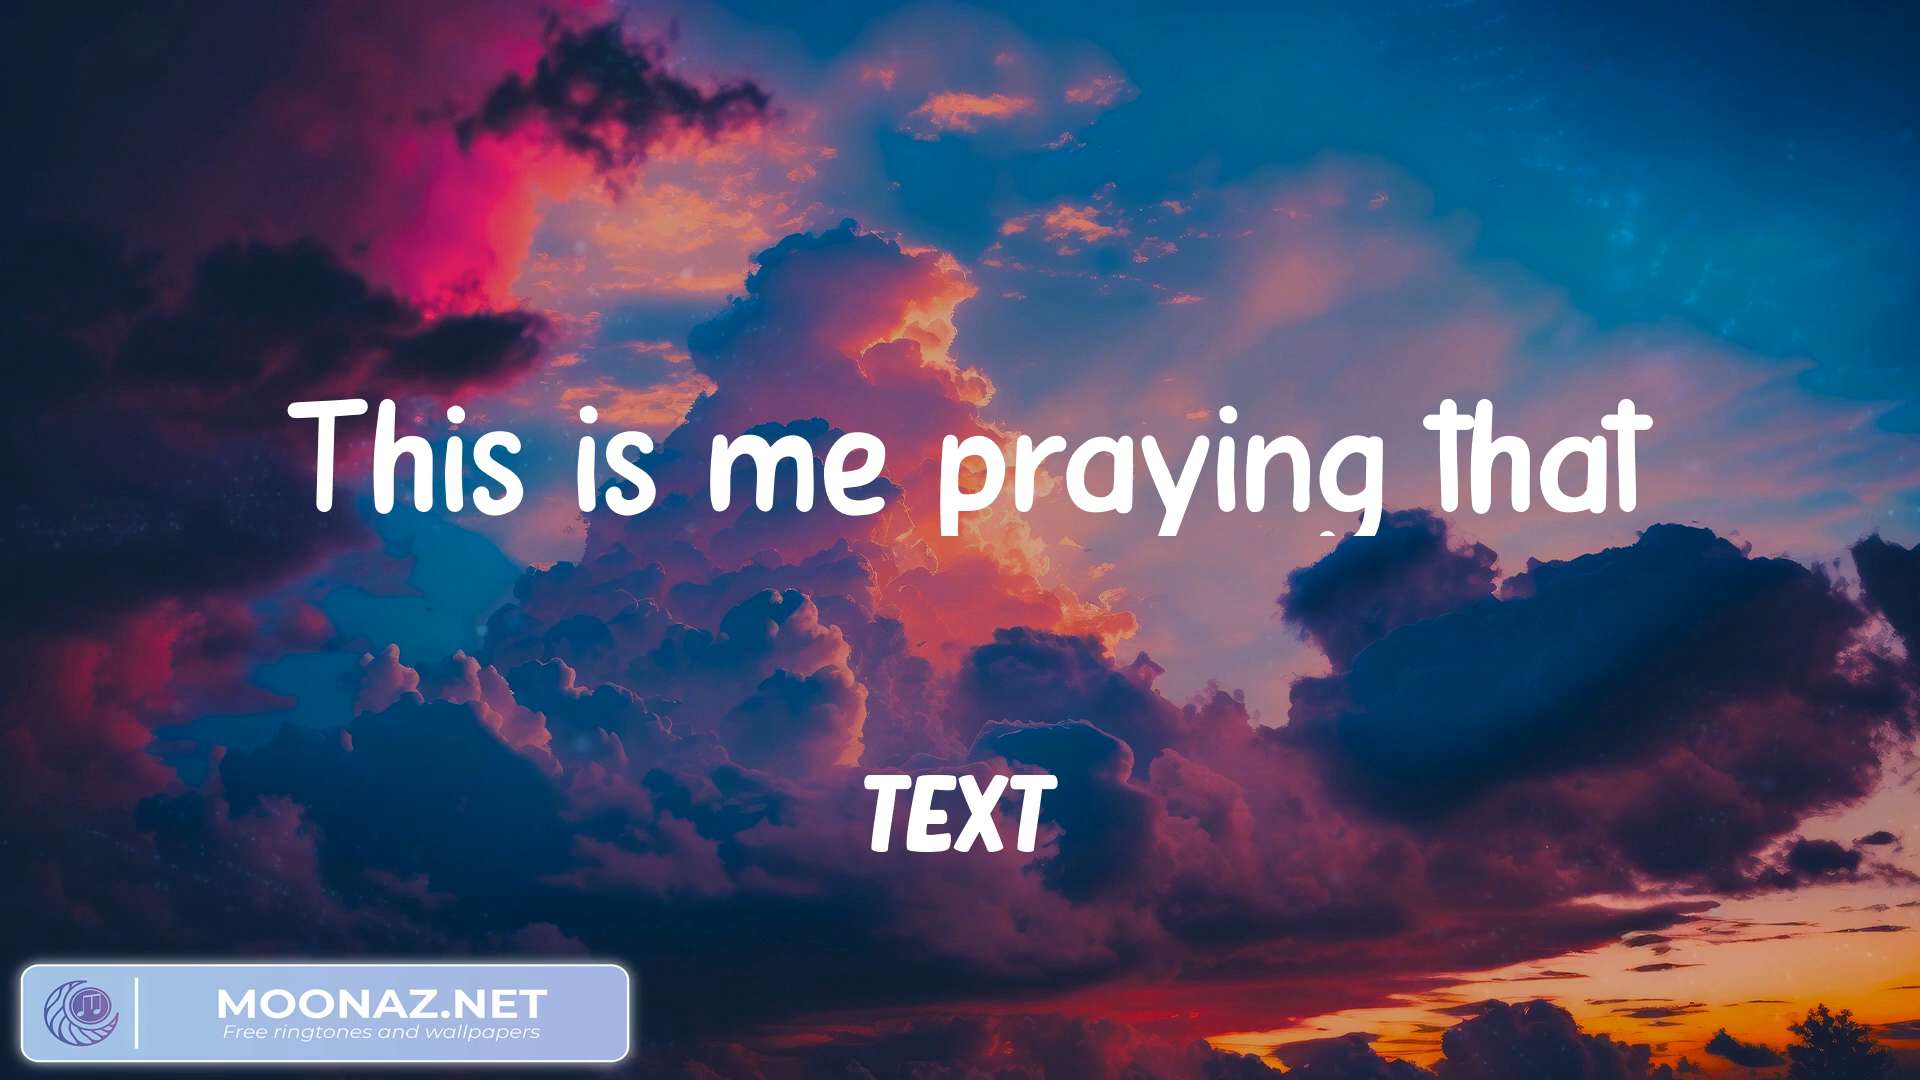 This is me praying that
TEXT
MOONAZ.NET
Free ringtones and wallpapers